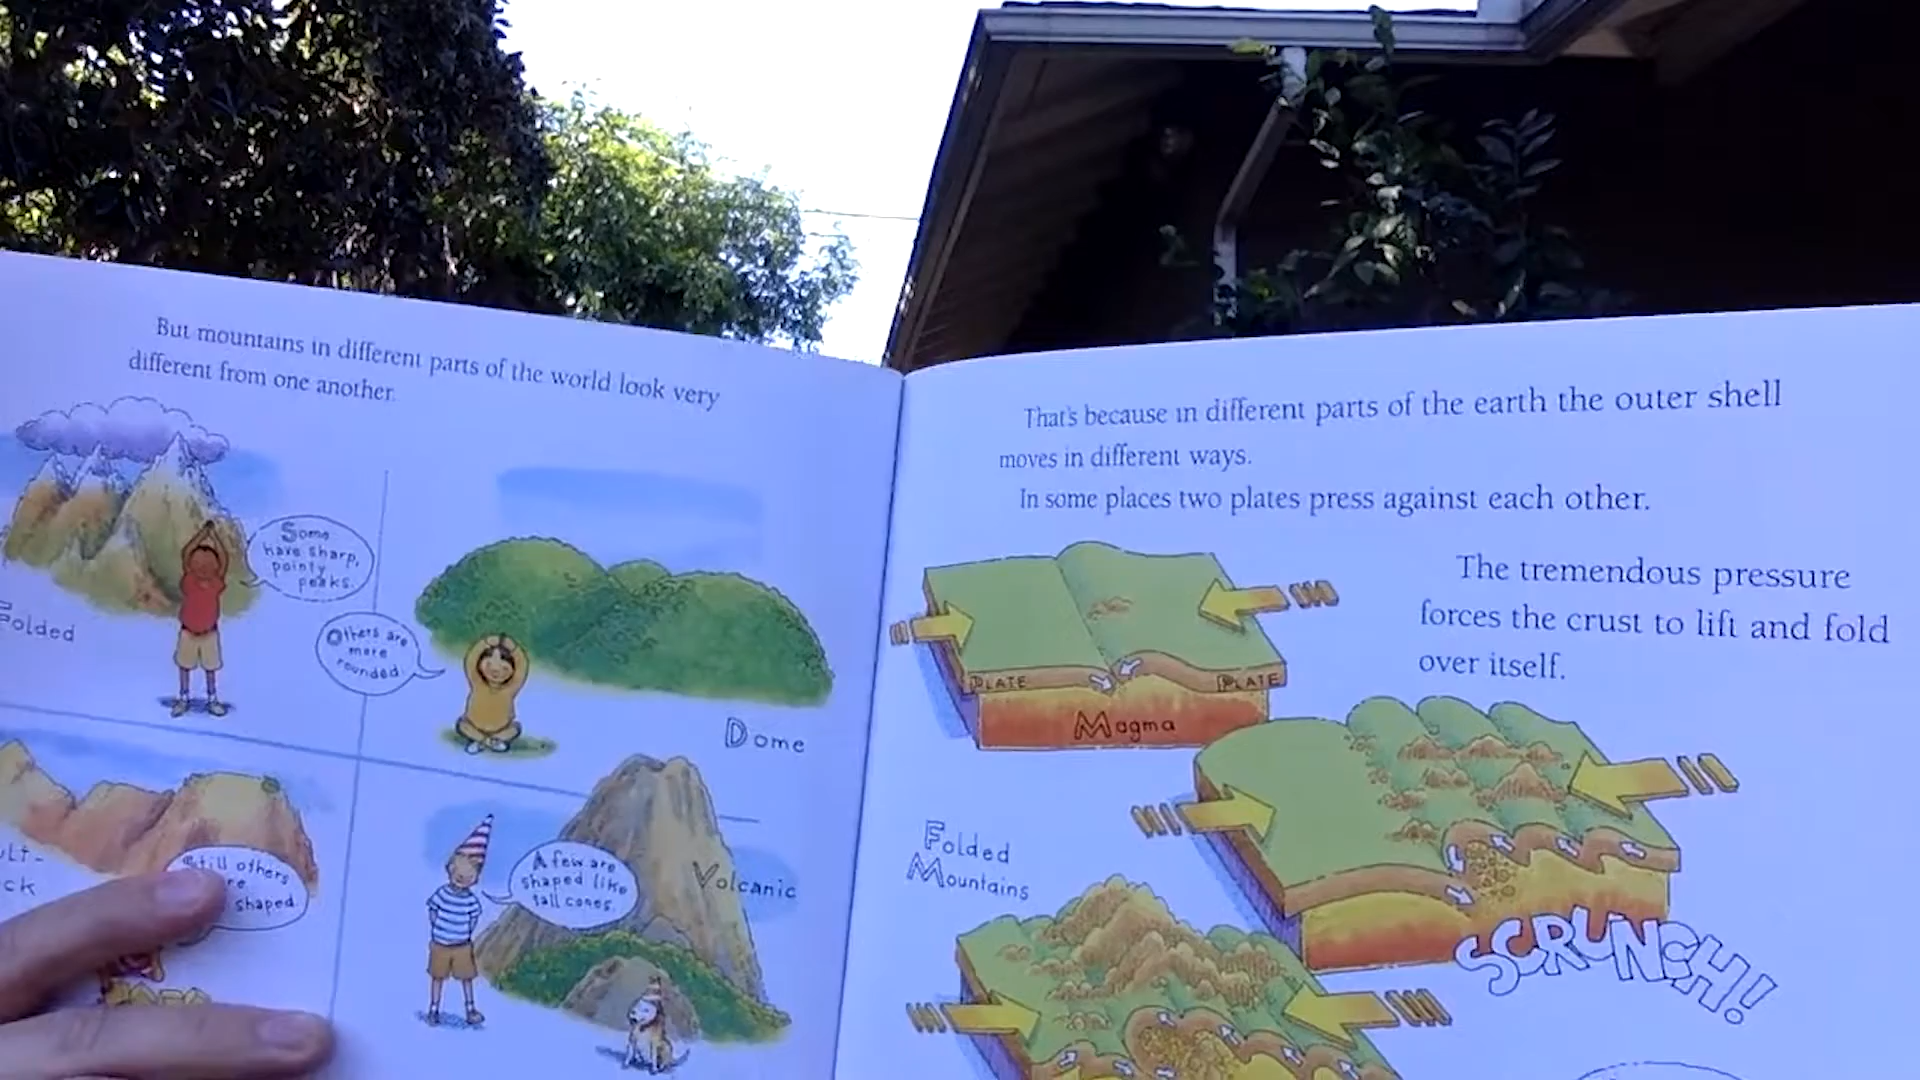 But mountains in different parts of the world look very
different from one another.
Some
have sharp,
pointy
peaks.
Folded
Others are
more
rounded.
Dome
Still others
shaped.
A few are
shaped like
tall cones.
Volcanic
That's because in different parts of the earth the outer shell
moves in different ways.
In some places two plates press against each other.
The tremendous pressure
forces the crust to lift and fold
over itself.
PLATE
PLATE
Magma
Folded
Mountains
SCRUNCH!